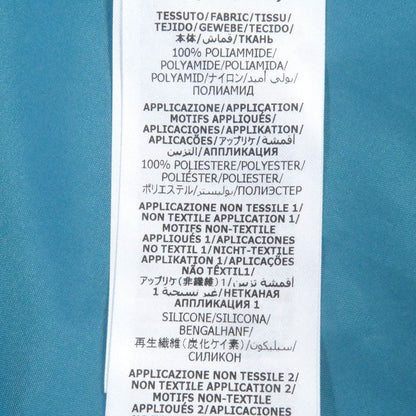 TESSUTO/FABRIC/TISSU/
TEJIDO/GEWEBE/TECIDO/
本体/قماش/ТКАНЬ
100% POLIAMMIDE/
POLYAMIDE/POLIAMIDA/
POLYAMID/ナイロン/بولي أميد/
ПОЛИАМИД
APPLICAZIONE/APPLICATION/
MOTIFS APPLIQUÉS/
APLICACIONES/APPLIKATION/
APLICAÇÕES/アップリケ/أقمشة
التزيين/АППЛИКАЦИЯ
100% POLIESTERE/POLYESTER/
POLIÉSTER/POLIESTER/
ポリエステル/بوليستر/ПОЛИЭСТЕР
APPLICAZIONE NON TESSILE 1/
NON TEXTILE APPLICATION 1/
MOTIFS NON-TEXTILE
APPLIQUÉS 1/APLICACIONES
NO TEXTIL 1/NICHT-TEXTILE
APPLIKATION 1/APLICAÇÕES
NÃO TÊXTIL1/
アップリケ(非繊維)1/أقمشة تزيين
غير نسيجية 1/НЕТКАНАЯ
АППЛИКАЦИЯ 1
SILICONE/SILICONA/
BENGALHANF/
再生繊維(炭化ケイ素)/سيليكون/
СИЛИКОН
APPLICAZIONE NON TESSILE 2/
NON TEXTILE APPLICATION 2/
MOTIFS NON-TEXTILE